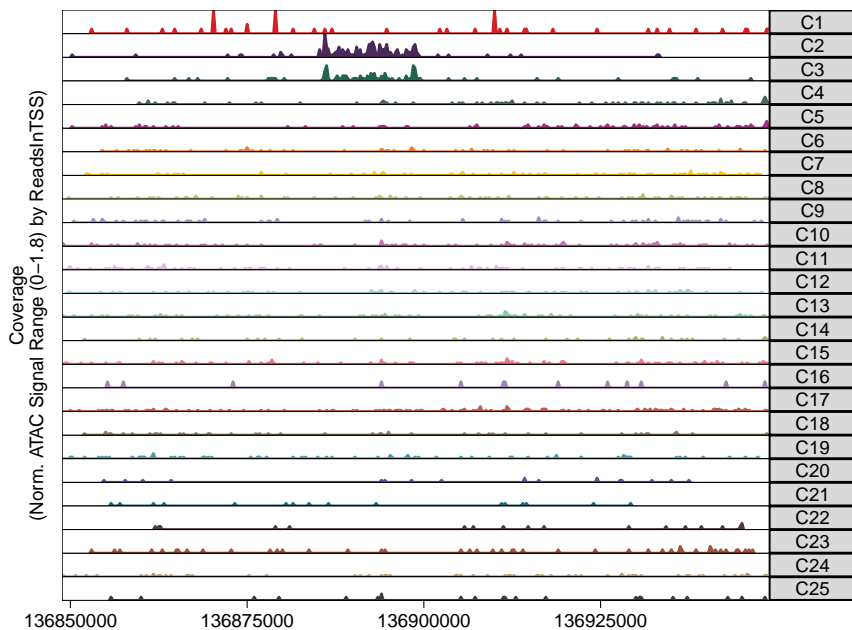 Coverage
(Norm. ATAC Signal Range (0−1.8) by ReadsInTSS)
C1
C2
C3
C4
C5
C6
C7
C8
C9
C10
C11
C12
C13
C14
C15
C16
C17
C18
C19
C20
C21
C22
C23
C24
C25
136850000 136875000 136900000 136925000